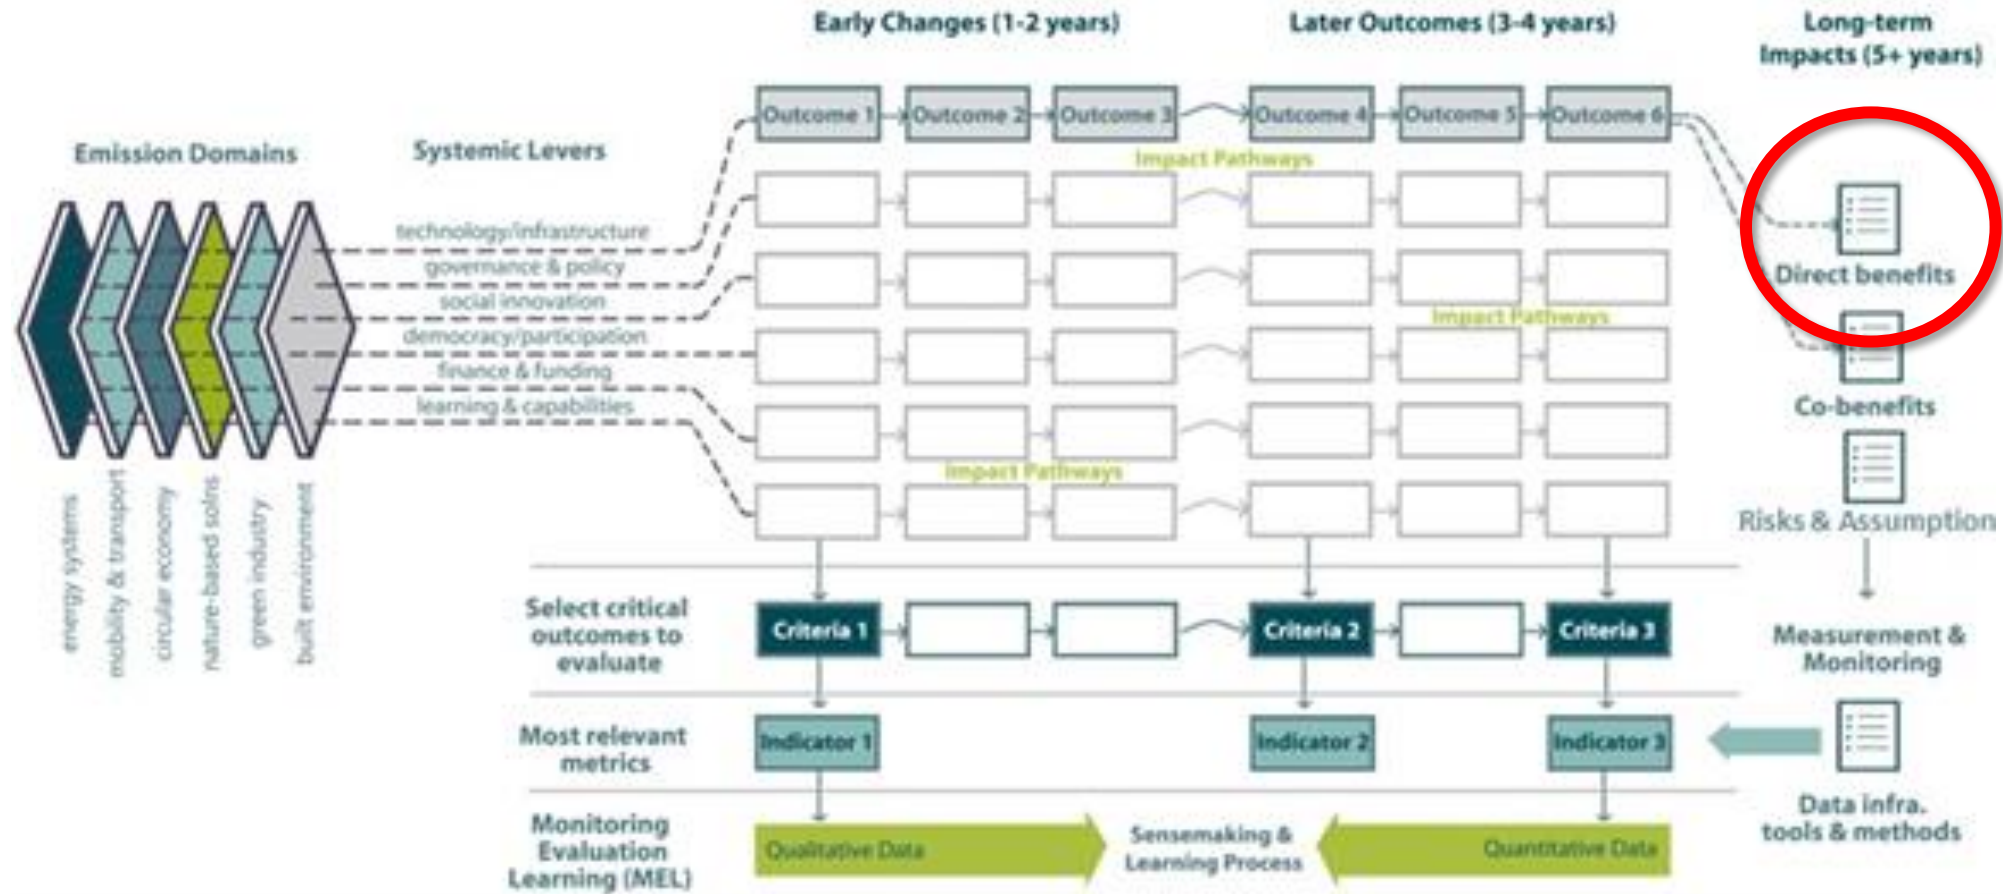 Early Changes (1-2 years)
Later Outcomes (3-4 years)
Long-term
Impacts (5+ years)
Emission Domains
Systemic Levers
Outcome 1
Outcome 2
Outcome 3
Outcome 4
Outcome 5
Outcome 6
Impact Pathways
technology/infrastructure
governance & policy
social innovation
democracy/participation
finance & funding
learning & capabilities
Impact Pathways
Impact Pathways
Direct benefits
Co-benefits
Risks & Assumption
energy systems
mobility & transport
circular economy
nature-based solns
green industry
built environment
Select critical
outcomes to
evaluate
Criteria 1
Criteria 2
Criteria 3
Measurement &
Monitoring
Most relevant
metrics
Indicator 1
Indicator 2
Indicator 3
Data infra.
tools & methods
Monitoring
Evaluation
Learning (MEL)
Qualitative Data
Sensemaking &
Learning Process
Quantitative Data